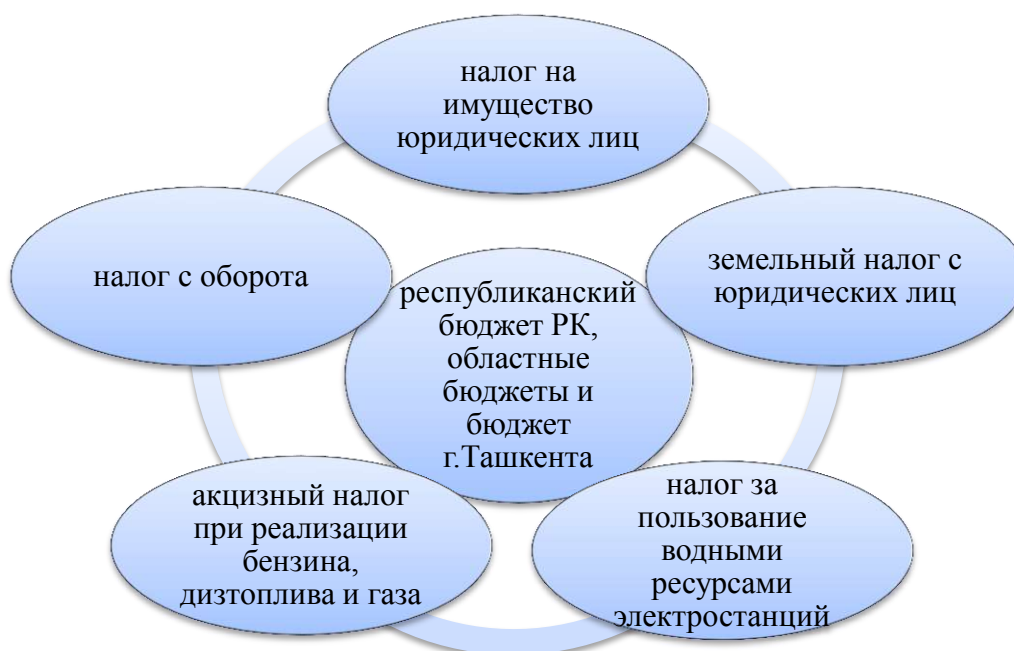 налог на
имущество
юридических лиц
земельный налог с
юридических лиц
налог за
пользование
водными
ресурсами
электростанций
акцизный налог
при реализации
бензина,
дизтоплива и газа
налог с оборота
республиканский
бюджет РК,
областные
бюджеты и
бюджет
г.Ташкента